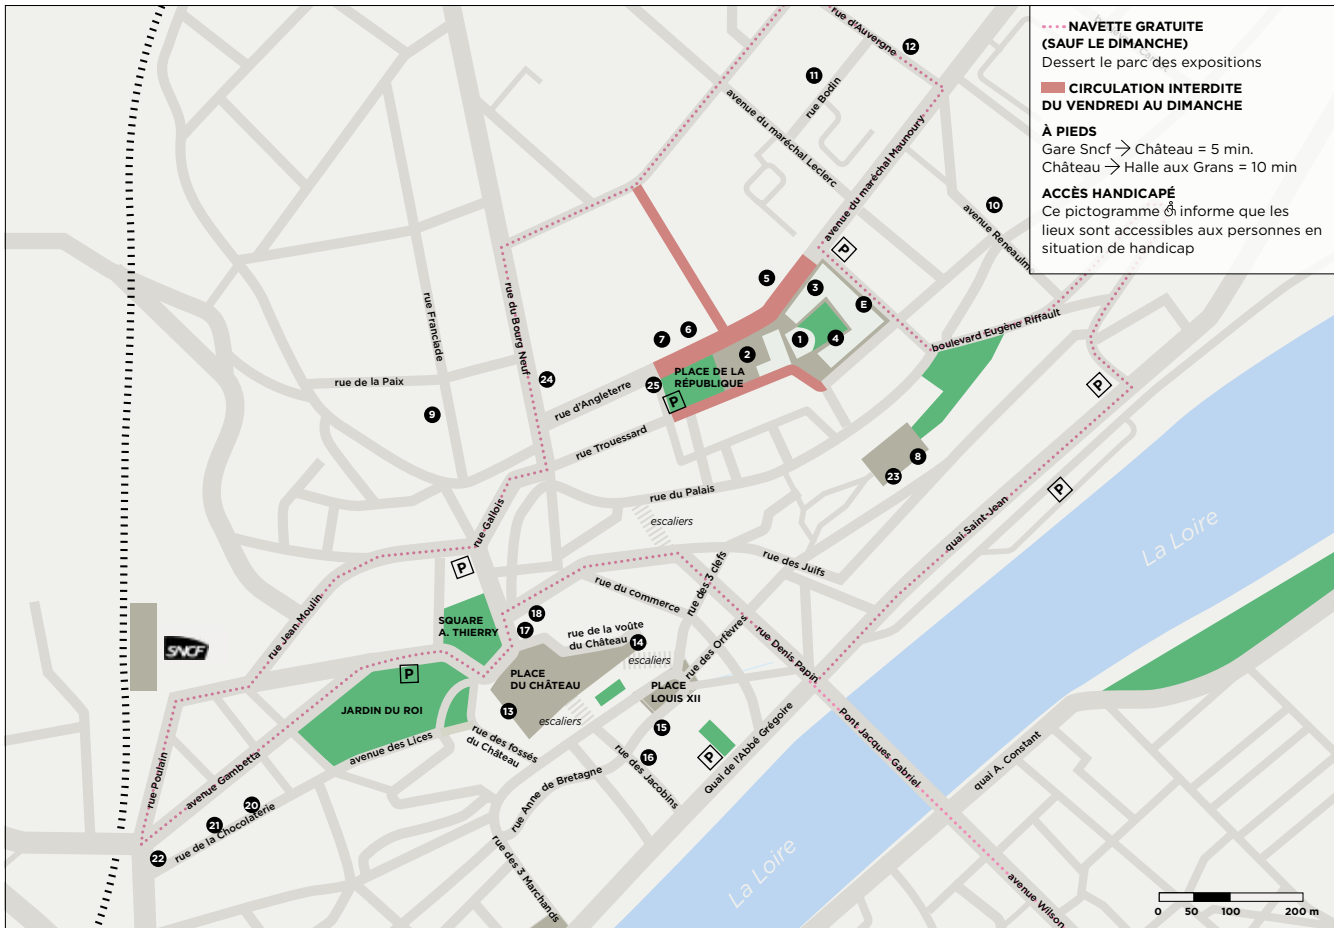 NAVETTE GRATUITE
(SAUF LE DIMANCHE)
Dessert le parc des expositions
CIRCULATION INTERDITE
DU VENDREDI AU DIMANCHE
À PIEDS
Gare Sncf → Château = 5 min.
Château → Halle aux Grans = 10 min
ACCÈS HANDICAPÉ
Ce pictogramme informe que les
lieux sont accessibles aux personnes en
situation de handicap
rue d'Auvergne
12
11
rue Bodin
avenue du maréchal Leclerc
avenue du maréchal Maunoury
10
avenue Reneaulm
P
5
3
E
rue du Bourg Neuf
rue Franciade
7
6
1
4
2
boulevard Eugène Riffault
PLACE DE LA
RÉPUBLIQUE
25
P
24
rue de la Paix
rue d'Angleterre
9
P
rue Trouessard
8
23
P
rue du Palais
escaliers
quai Saint-Jean
La Loire
rue Gallois
P
rue des Juifs
rue des 3 clefs
rue du commerce
rue Jean Moulin
SQUARE
A. THIERRY
18
17
rue de la voûte
du Château
14
escaliers
rue des Orfèvres
rue Denis Papin
SNCF
P
PLACE
DU CHÂTEAU
PLACE
LOUIS XII
JARDIN DU ROI
13
escaliers
15
avenue des Lices
rue des fossés
du Château
16
P
rue des Jacobins
Quai de l'Abbé Grégoire
Pont Jacques Gabriel
quai A. Constant
rue Poulain
avenue Gambetta
rue Anne de Bretagne
20
21
rue de la Chocolaterie
22
rue des 3 Marchands
La Loire
avenue Wilson
0 50 100 200 m